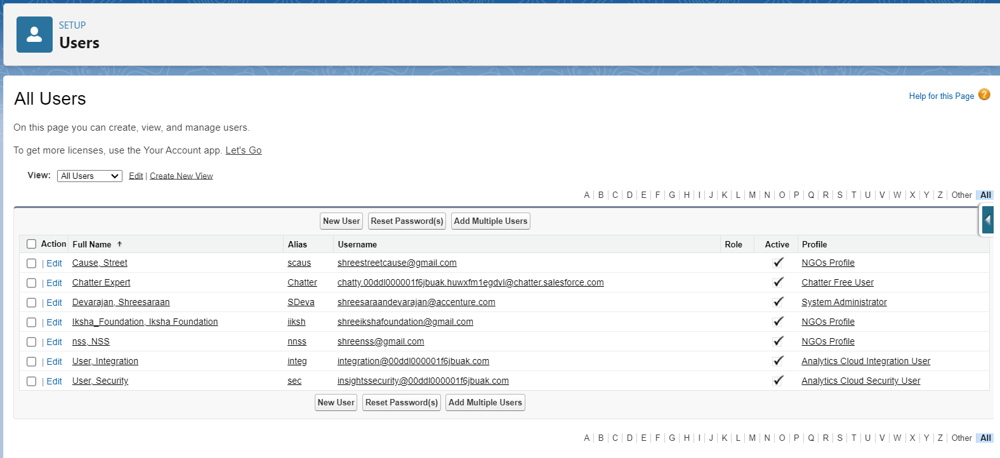 SETUP
Users
All Users
Help for this Page ?
On this page you can create, view, and manage users.
To get more licenses, use the Your Account app. Let's Go
View: All Users Edit | Create New View
A | B | C | D | E | F | G | H | I | J | K | L | M | N | O | P | Q | R | S | T | U | V | W | X | Y | Z | Other | All
New User Reset Password(s) Add Multiple Users
Action Full Name ↑ Alias Username Role Active Profile
| Edit Cause, Street scaus shreestreetcause@gmail.com ✓ NGOs Profile
| Edit Chatter Expert Chatter chatty.00ddl000001f6jbuak.huwxfm1egdvl@chatter.salesforce.com ✓ Chatter Free User
| Edit Devarajan, Shreesaraan SDeva shreesaraandevarajan@accenture.com ✓ System Administrator
| Edit Iksha_Foundation, Iksha Foundation iiksh shreeikshafoundation@gmail.com ✓ NGOs Profile
| Edit nss, NSS nnss shreenss@gmail.com ✓ NGOs Profile
| Edit User, Integration integ integration@00ddl000001f6jbuak.com ✓ Analytics Cloud Integration User
| Edit User, Security sec insightssecurity@00ddl000001f6jbuak.com ✓ Analytics Cloud Security User
New User Reset Password(s) Add Multiple Users
A | B | C | D | E | F | G | H | I | J | K | L | M | N | O | P | Q | R | S | T | U | V | W | X | Y | Z | Other | All